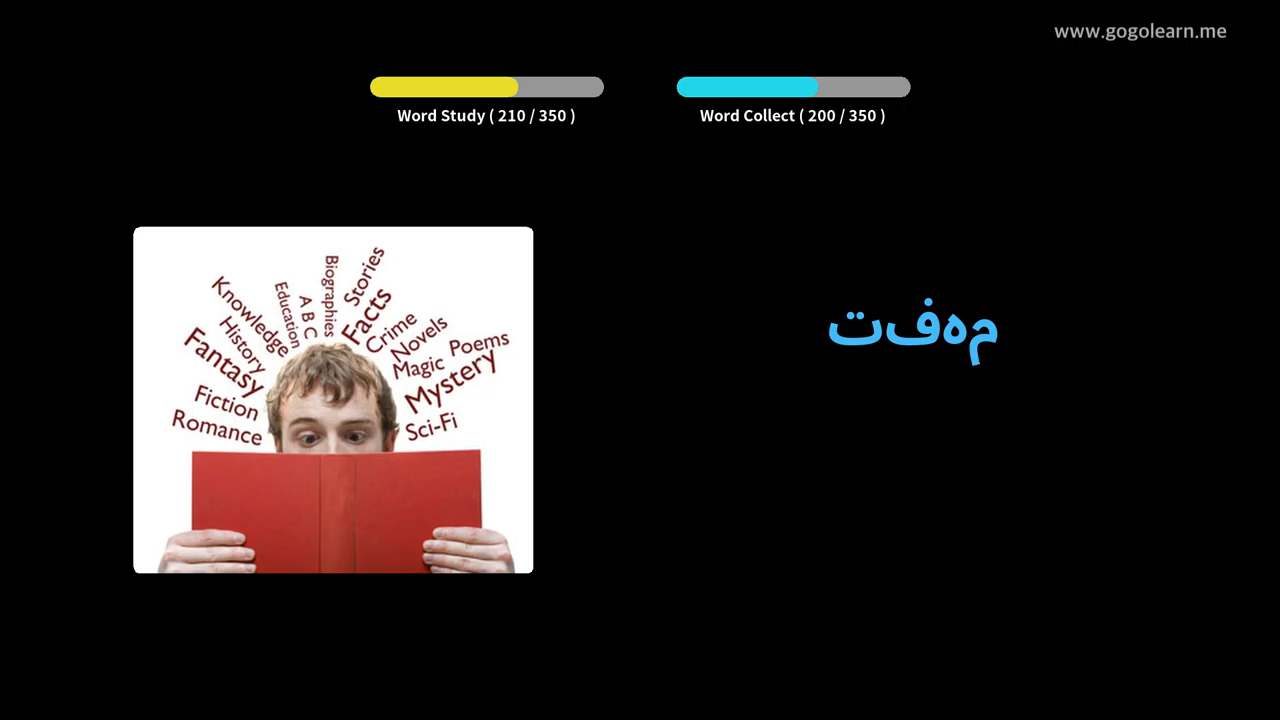 www.gogolearn.me
Word Study ( 210 / 350 )
Word Collect ( 200 / 350 )
Biographies
Stories
Education
A B C
Facts
Knowledge
Crime
History
Novels
Poems
Fantasy
Magic
Mystery
Fiction
Romance
Sci-Fi
مهفت